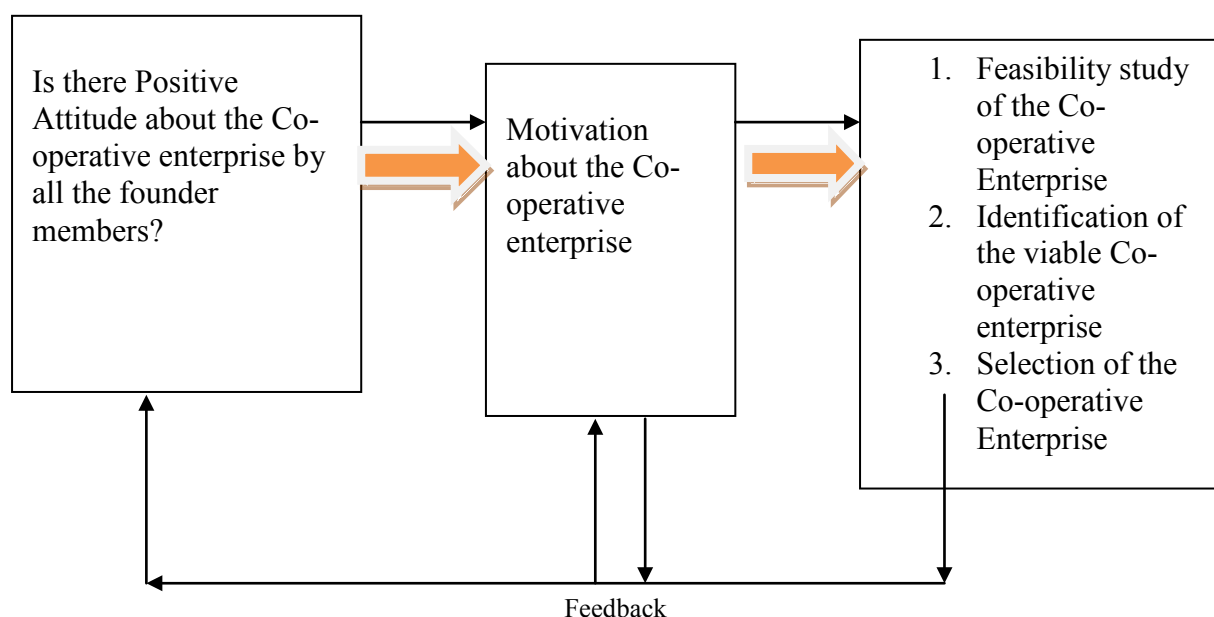 Is there Positive
Attitude about the Co-
operative enterprise by
all the founder
members?
Motivation
about the Co-
operative
enterprise
1. Feasibility study
of the Co-
operative
Enterprise
2. Identification of
the viable Co-
operative
enterprise
3. Selection of the
Co-operative
Enterprise
Feedback